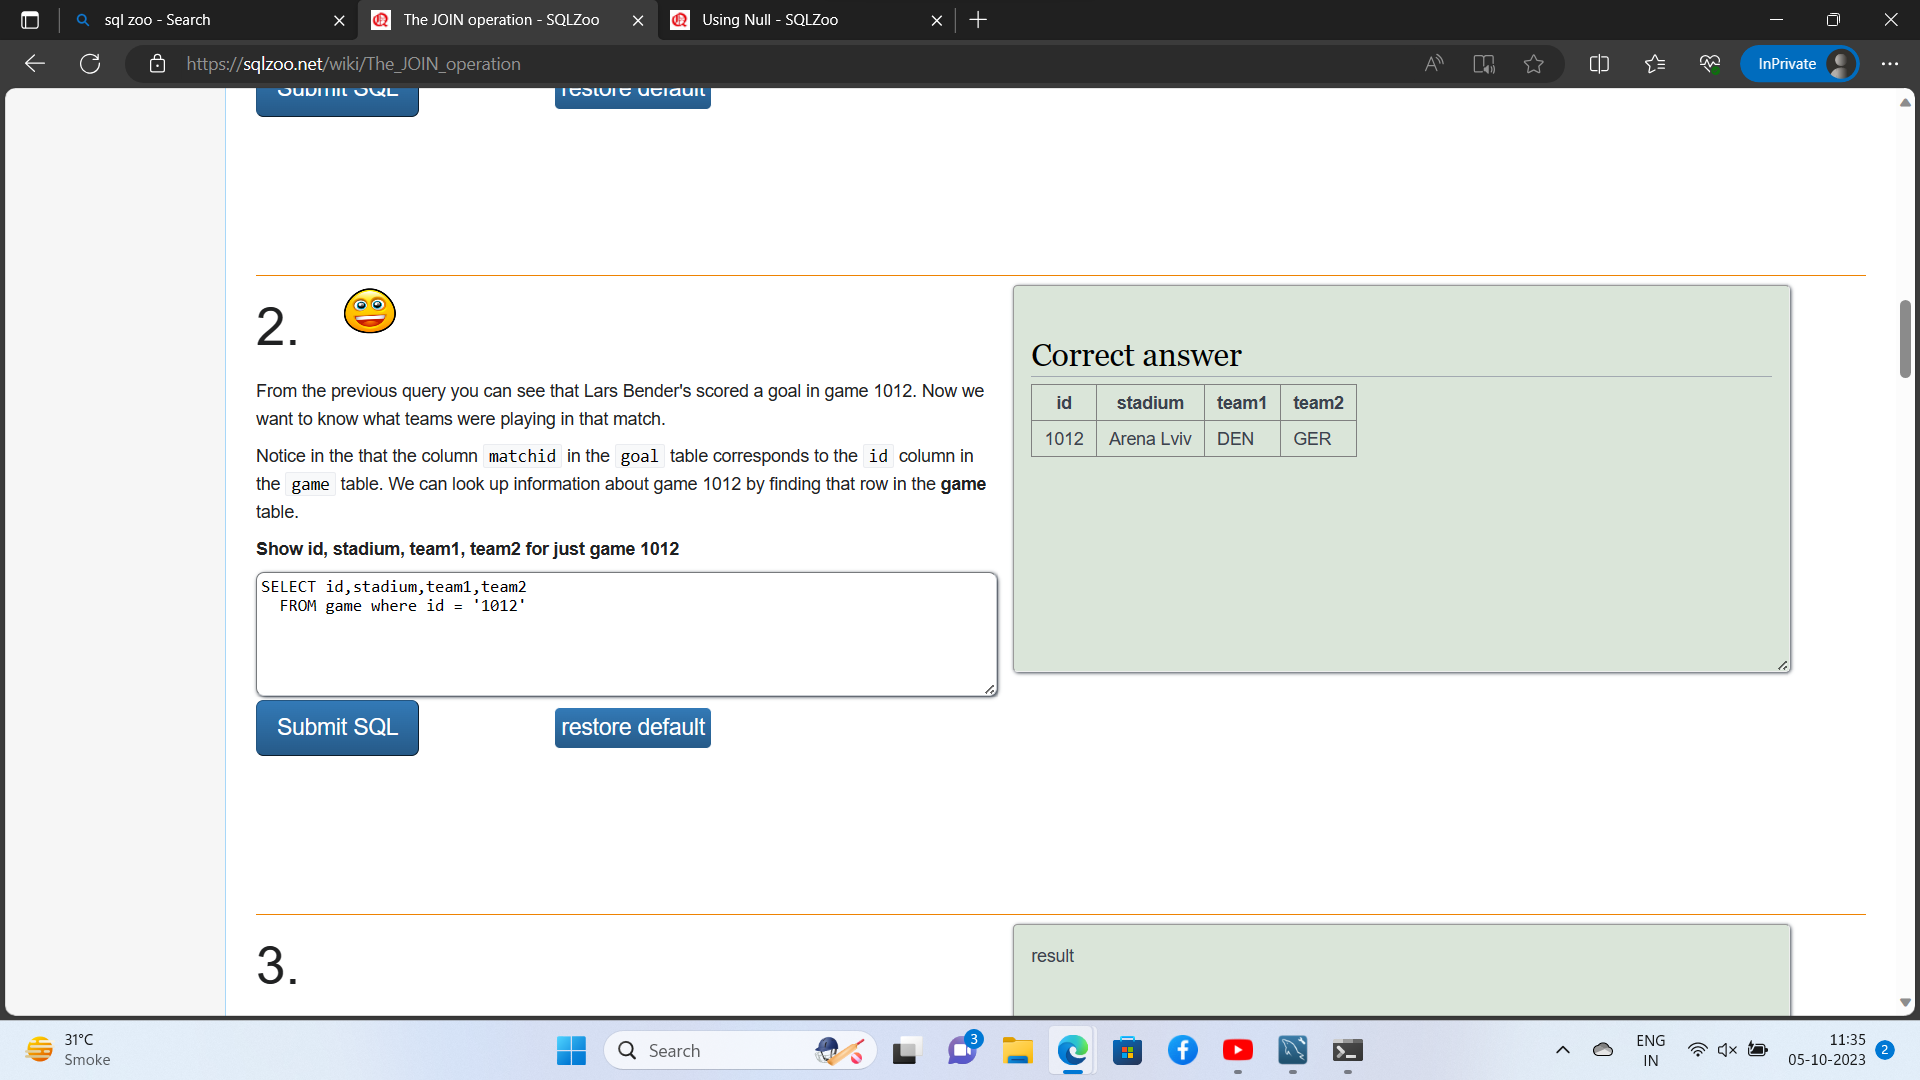 sql zoo - Search
The JOIN operation - SQLZoo
Using Null - SQLZoo
https://sqlzoo.net/wiki/The_JOIN_operation
InPrivate
Submit SQL
restore default
2.
From the previous query you can see that Lars Bender's scored a goal in game 1012. Now we
want to know what teams were playing in that match.
Notice in the that the column matchid in the goal table corresponds to the id column in
the game table. We can look up information about game 1012 by finding that row in the game
table.
Show id, stadium, team1, team2 for just game 1012
SELECT id,stadium,team1,team2
FROM game where id = '1012'
Submit SQL
restore default
Correct answer
id stadium team1 team2
1012 Arena Lviv DEN GER
3.
result
31°C
Smoke
Search
3
ENG
IN
11:35
05-10-2023
2